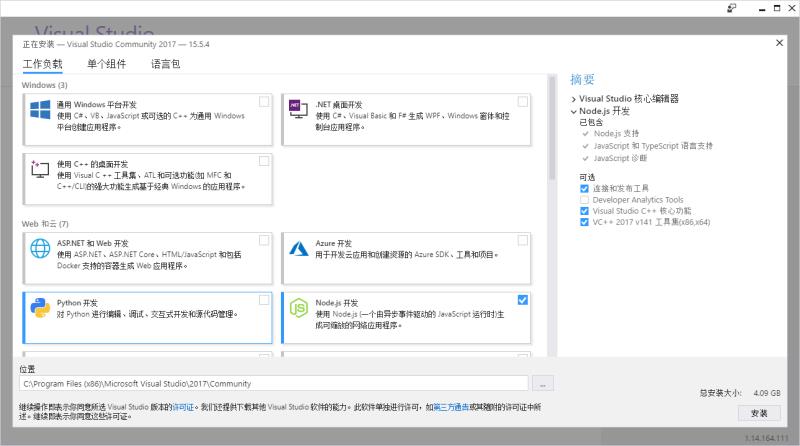 Visual Studio
正在安装 — Visual Studio Community 2017 — 15.5.4
工作负载 单个组件 语言包
Windows (3)
通用 Windows 平台开发
使用 C#、VB、JavaScript 或可选的 C++ 为通用 Windows
平台创建应用程序。
.NET 桌面开发
使用 C#、Visual Basic 和 F# 生成 WPF、Windows 窗体和控
制台应用程序。
使用 C++ 的桌面开发
使用 Visual C++ 工具集、ATL和可选功能(如 MFC 和
C++/CLI)的强大功能生成基于经典 Windows 的应用程序。
Web 和云 (7)
ASP.NET 和 Web 开发
使用 ASP.NET、ASP.NET Core、HTML/JavaScript 和包括
Docker 支持的容器生成 Web 应用程序。
Azure 开发
用于开发云应用和创建资源的 Azure SDK、工具和项目。
Python 开发
对 Python 进行编辑、调试、交互式开发和源代码管理。
Node.js 开发
使用 Node.js(一个由异步事件驱动的 JavaScript 运行时)生
成可缩放的网络应用程序。
摘要
Visual Studio 核心编辑器
Node.js 开发
已包含
Node.js 支持
JavaScript 和 TypeScript 语言支持
JavaScript 诊断
可选
连接和发布工具
Developer Analytics Tools
Visual Studio C++ 核心功能
VC++ 2017 v141 工具集(x86,x64)
位置
C:\Program Files (x86)\Microsoft Visual Studio\2017\Community
...
继续操作即表示你同意所选 Visual Studio 版本的许可证。我们还提供下载其他 Visual Studio 软件的能力。此软件单独进行许可，如第三方通告或其随附的许可证中所
述。继续即表示你同意这些许可证。
总安装大小: 4.09 GB
安装
1.14.164.111